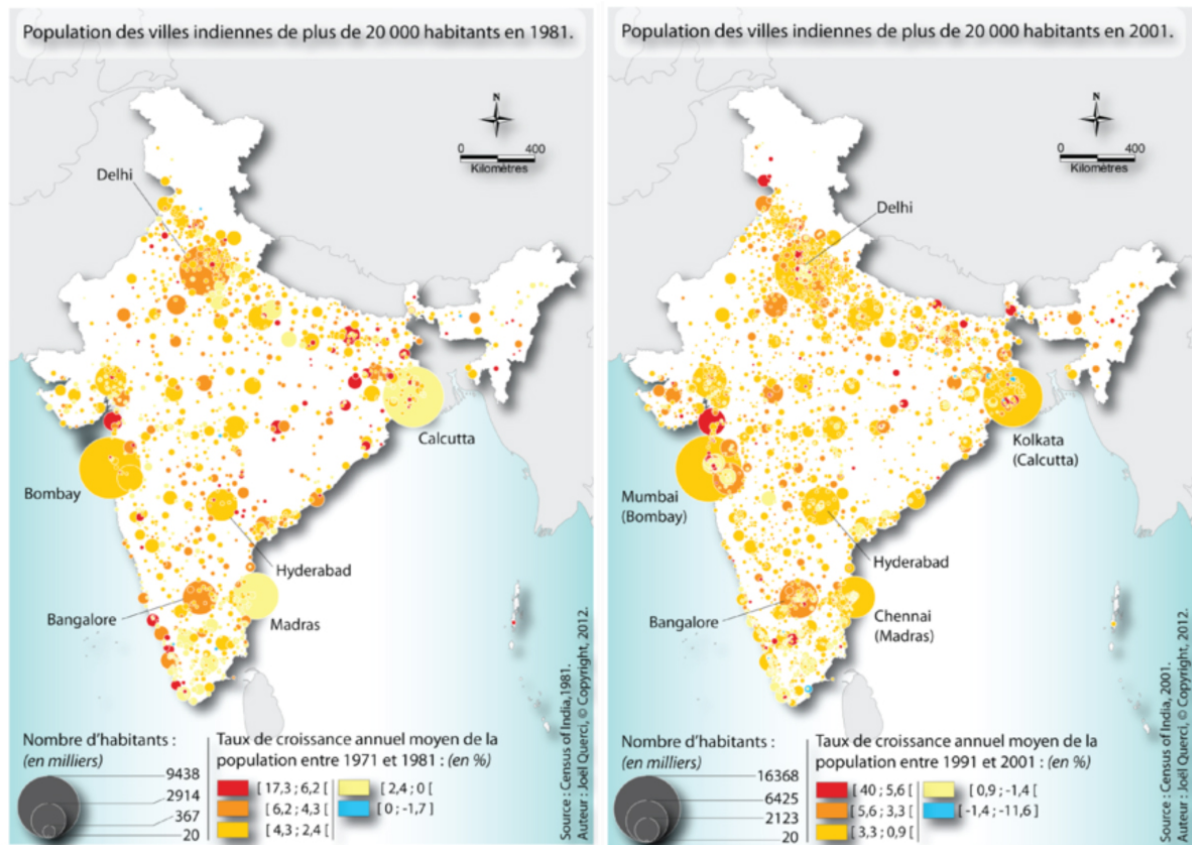 Population des villes indiennes de plus de 20 000 habitants en 1981.
N
0 400
Kilomètres
Delhi
Calcutta
Bombay
Hyderabad
Bangalore
Madras
Nombre d'habitants :
(en milliers)
9438
2914
367
20
Taux de croissance annuel moyen de la
population entre 1971 et 1981 : (en %)
[ 17,3 ; 6,2 [
[ 6,2 ; 4,3 [
[ 4,3 ; 2,4 [
[ 2,4 ; 0 [
[ 0 ; -1,7 ]
Source : Census of India,1981.
Auteur : Joël Querci, © Copyright, 2012.
Population des villes indiennes de plus de 20 000 habitants en 2001.
N
0 400
Kilomètres
Delhi
Kolkata
(Calcutta)
Mumbai
(Bombay)
Hyderabad
Bangalore
Chennai
(Madras)
Nombre d'habitants :
(en milliers)
16368
6425
2123
20
Taux de croissance annuel moyen de la
population entre 1991 et 2001 : (en %)
[ 40 ; 5,6 [
[ 5,6 ; 3,3 [
[ 3,3 ; 0,9 [
[ 0,9 ; -1,4 [
[ -1,4 ; -11,6 ]
Source : Census of India, 2001.
Auteur : Joël Querci, © Copyright, 2012.